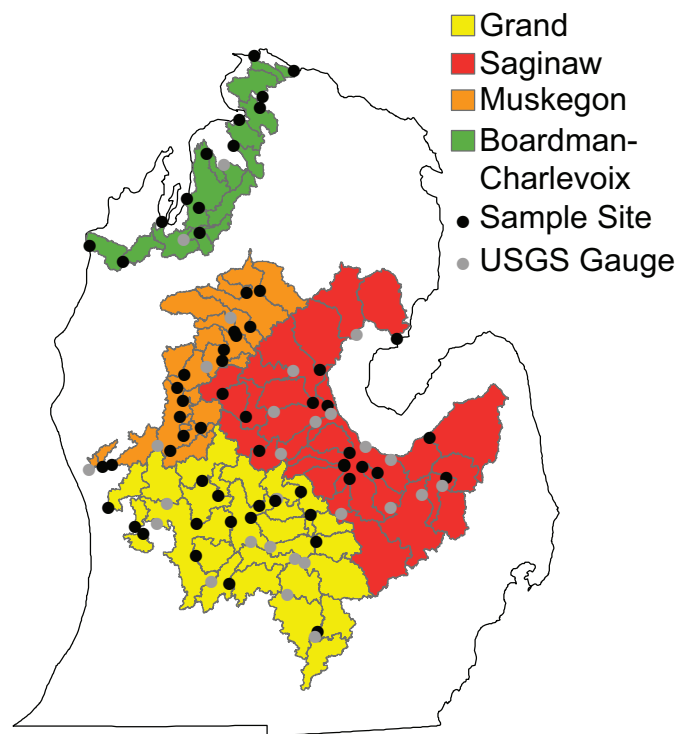 Grand
Saginaw
Muskegon
Boardman-
Charlevoix
Sample Site
USGS Gauge